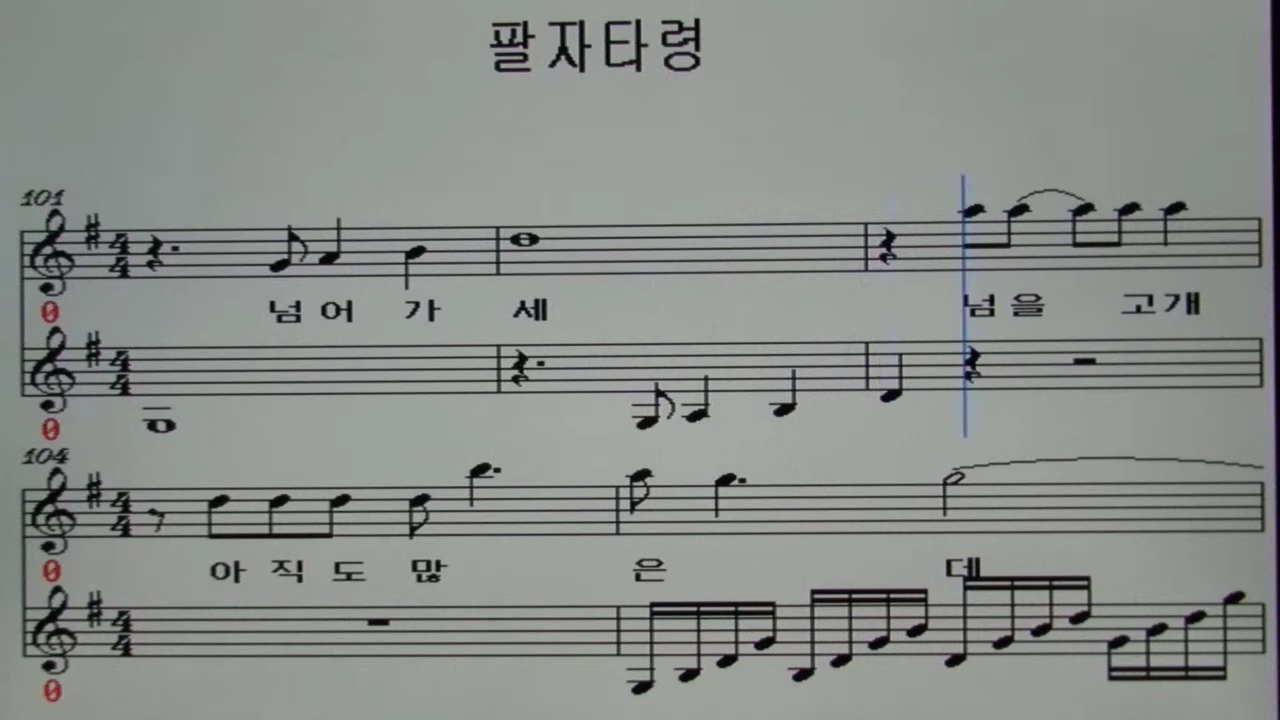 팔자타령
101
넘어 가 세 넘을 고개
0
0
104
아 직 도 많 은 데
0
0